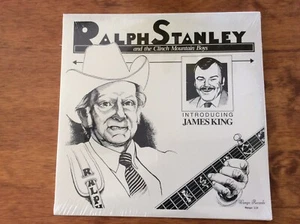 RALPH STANLEY
and the Clinch Mountain Boys
INTRODUCING
JAMES KING
RALPH